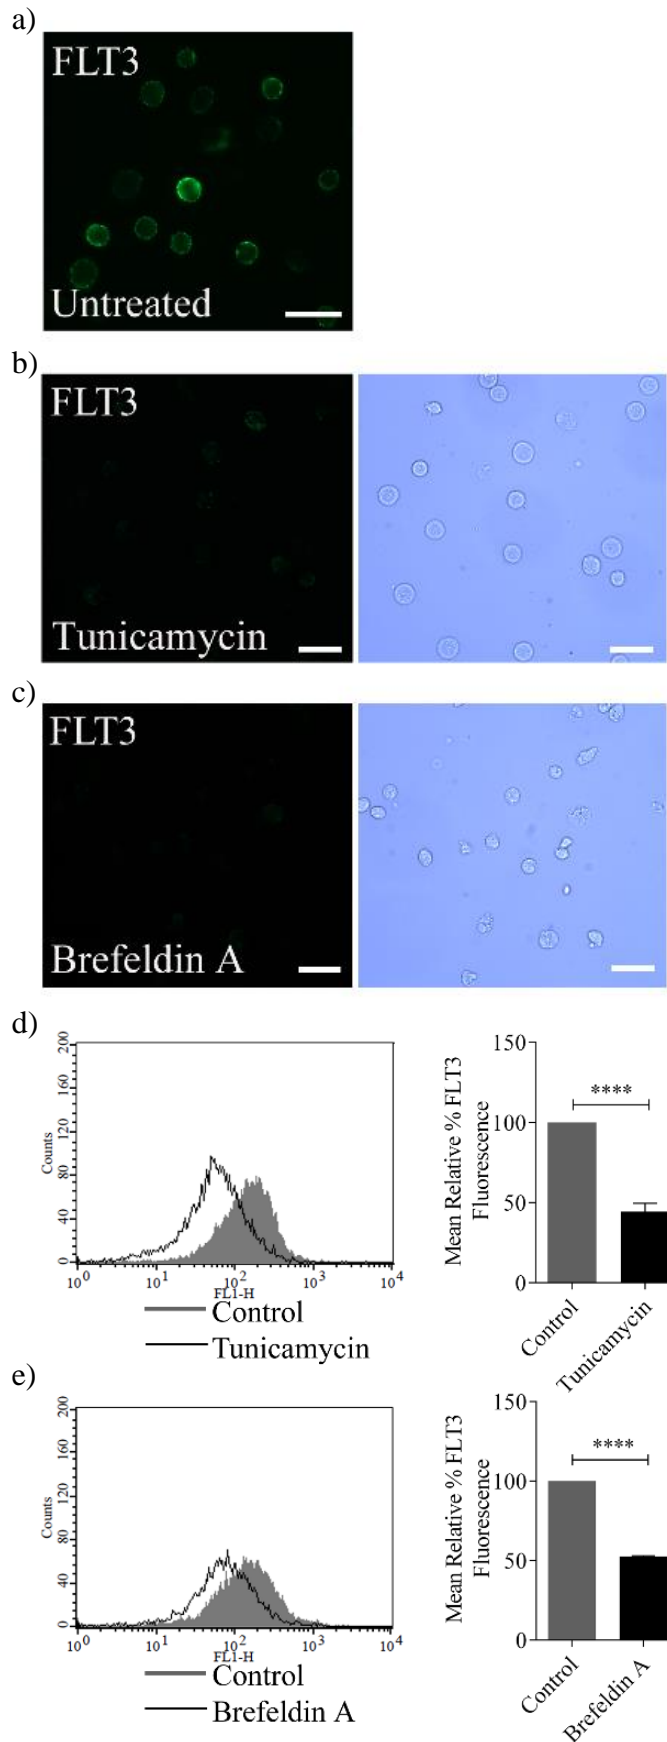 a)
FLT3
Untreated
b)
FLT3
Tunicamycin
c)
FLT3
Brefeldin A
d)
200
160
120
80
40
0
Counts
10^0 10^1 10^2 10^3 10^4
FL1-H
Control
Tunicamycin
Mean Relative % FLT3
Fluorescence
150
100
50
0
****
Control
Tunicamycin
e)
200
160
120
80
40
0
Counts
10^0 10^1 10^2 10^3 10^4
FL1-H
Control
Brefeldin A
Mean Relative % FLT3
Fluorescence
150
100
50
0
****
Control
Brefeldin A